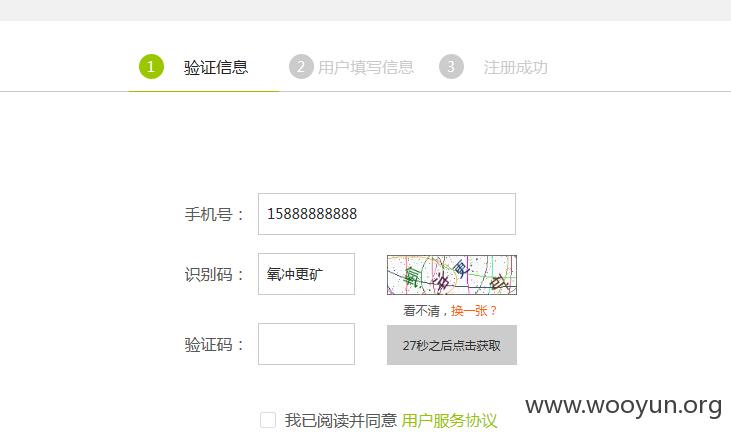 1 验证信息 2 用户填写信息 3 注册成功
手机号： 15888888888
识别码： 氧冲更矿 氧冲更矿
看不清，换一张？
验证码： 27秒之后点击获取
我已阅读并同意 用户服务协议
www.wooyun.org